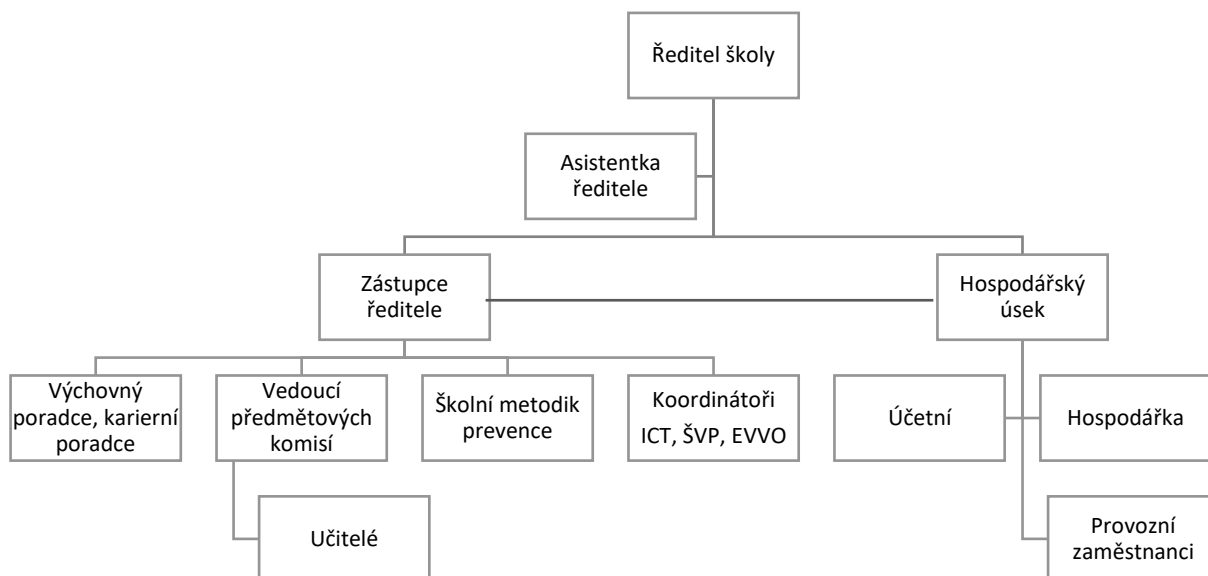 Ředitel školy
Asistentka
ředitele
Zástupce
ředitele
Hospodářský
úsek
Výchovný
poradce, karierní
poradce
Vedoucí
předmětových
komisí
Školní metodik
prevence
Koordinátoři
ICT, ŠVP, EVVO
Účetní
Hospodářka
Učitelé
Provozní
zaměstnanci